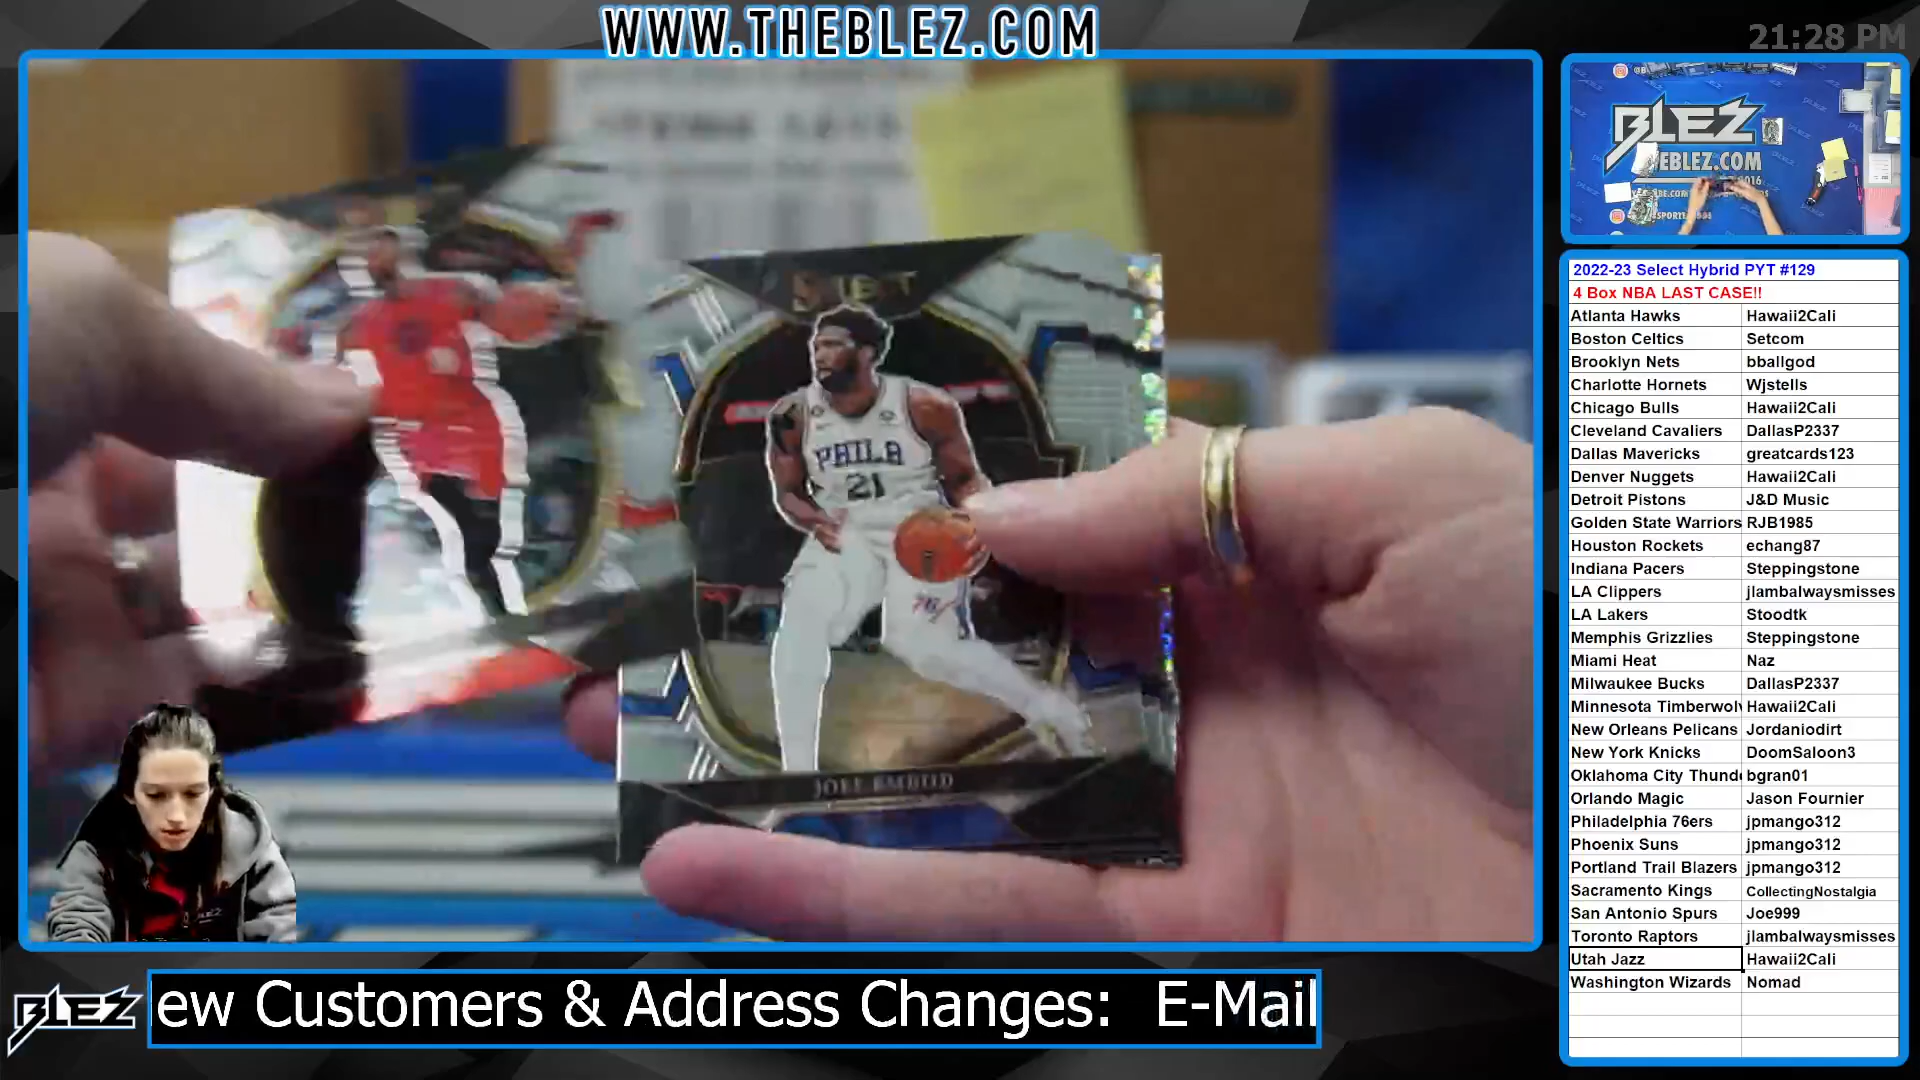 WWW.THEBLEZ.COM
21:28 PM
BLEZ
2022-23 Select Hybrid PYT #129
4 Box NBA LAST CASE!!
Atlanta Hawks Hawaii2Cali
Boston Celtics Setcom
Brooklyn Nets bballgod
Charlotte Hornets Wjstells
Chicago Bulls Hawaii2Cali
Cleveland Cavaliers DallasP2337
Dallas Mavericks greatcards123
Denver Nuggets Hawaii2Cali
Detroit Pistons J&D Music
Golden State Warriors RJB1985
Houston Rockets echang87
Indiana Pacers Steppingstone
LA Clippers jlambalwaysmisses
LA Lakers Stoodtk
Memphis Grizzlies Steppingstone
Miami Heat Naz
Milwaukee Bucks DallasP2337
Minnesota Timberwolv Hawaii2Cali
New Orleans Pelicans Jordaniodirt
New York Knicks DoomSaloon3
Oklahoma City Thunde bgran01
Orlando Magic Jason Fournier
Philadelphia 76ers jpmango312
Phoenix Suns jpmango312
Portland Trail Blazers jpmango312
Sacramento Kings CollectingNostalgia
San Antonio Spurs Joe999
Toronto Raptors jlambalwaysmisses
Utah Jazz Hawaii2Cali
Washington Wizards Nomad
PHILA
21
JOEL EMBIID
BLEZ
ew Customers & Address Changes: E-Mail